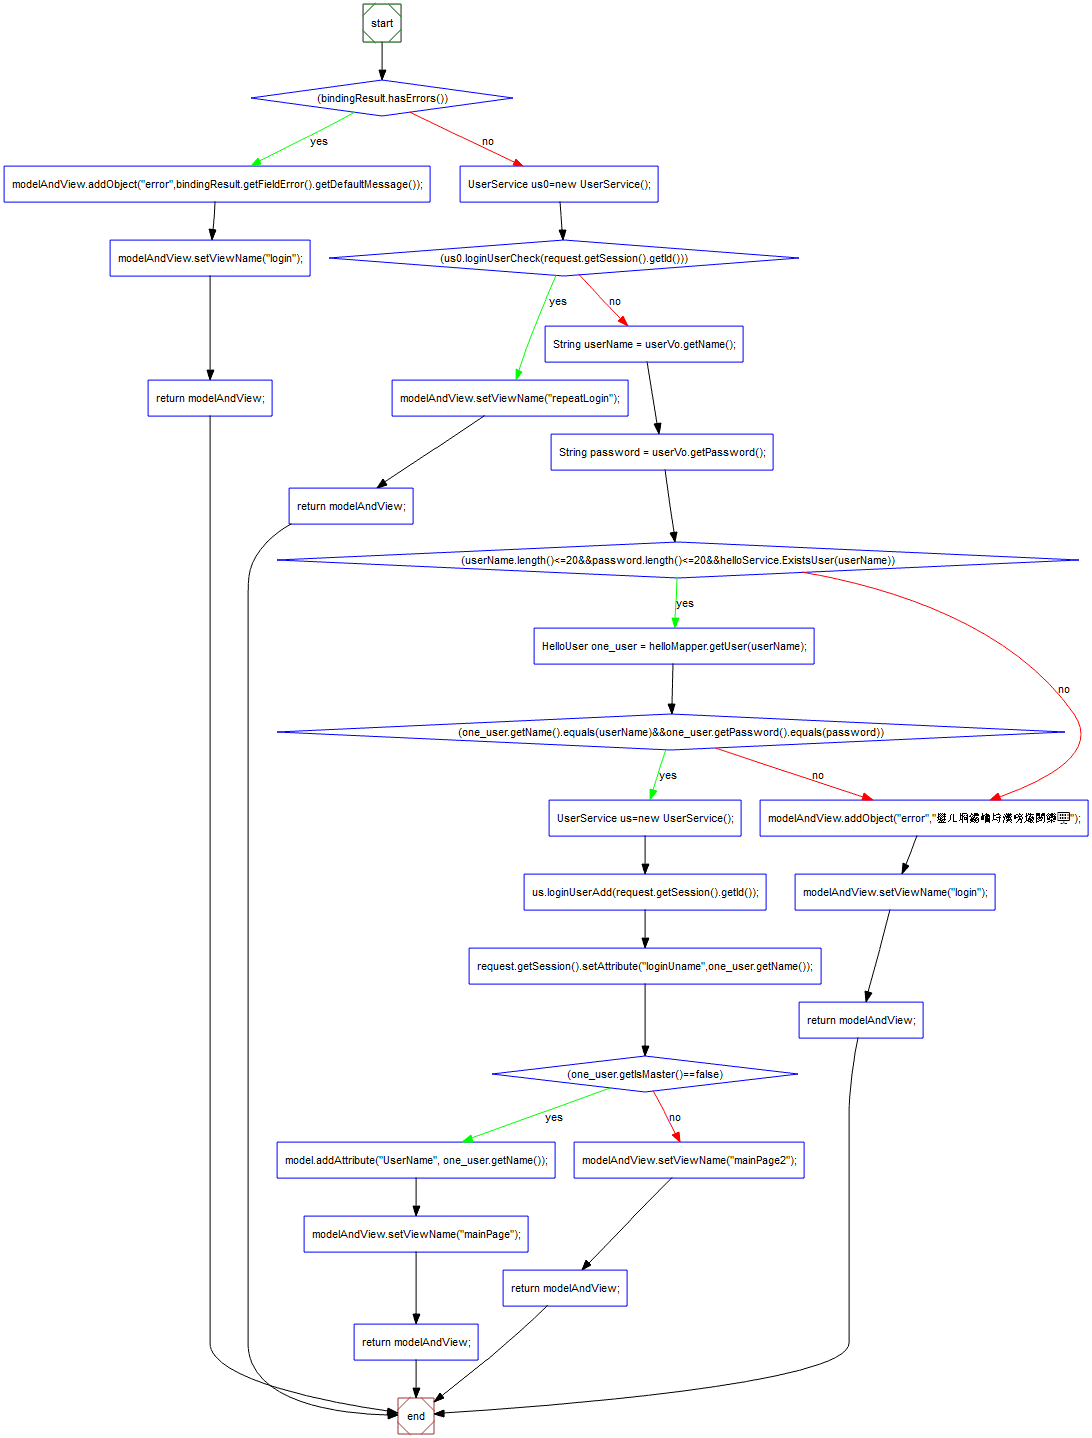 start
(bindingResult.hasErrors())
yes
no
modelAndView.addObject("error",bindingResult.getFieldError().getDefaultMessage());
UserService us0=new UserService();
modelAndView.setViewName("login");
(us0.loginUserCheck(request.getSession().getId()))
yes
no
String userName = userVo.getName();
return modelAndView;
modelAndView.setViewName("repeatLogin");
String password = userVo.getPassword();
return modelAndView;
(userName.length()<=20&&password.length()<=20&&helloService.ExistsUser(userName))
yes
HelloUser one_user = helloMapper.getUser(userName);
no
(one_user.getName().equals(userName)&&one_user.getPassword().equals(password))
yes
no
UserService us=new UserService();
modelAndView.addObject("error","");
us.loginUserAdd(request.getSession().getId());
modelAndView.setViewName("login");
request.getSession().setAttribute("loginUname",one_user.getName());
return modelAndView;
(one_user.getIsMaster()==false)
yes
no
model.addAttribute("UserName", one_user.getName());
modelAndView.setViewName("mainPage2");
modelAndView.setViewName("mainPage");
return modelAndView;
return modelAndView;
end